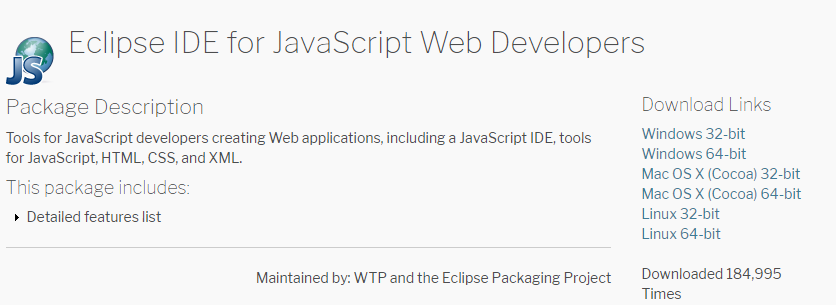 Eclipse IDE for JavaScript Web Developers
JS
Package Description
Tools for JavaScript developers creating Web applications, including a JavaScript IDE, tools
for JavaScript, HTML, CSS, and XML.
This package includes:
Detailed features list
Maintained by: WTP and the Eclipse Packaging Project
Download Links
Windows 32-bit
Windows 64-bit
Mac OS X (Cocoa) 32-bit
Mac OS X (Cocoa) 64-bit
Linux 32-bit
Linux 64-bit
Downloaded 184,995
Times